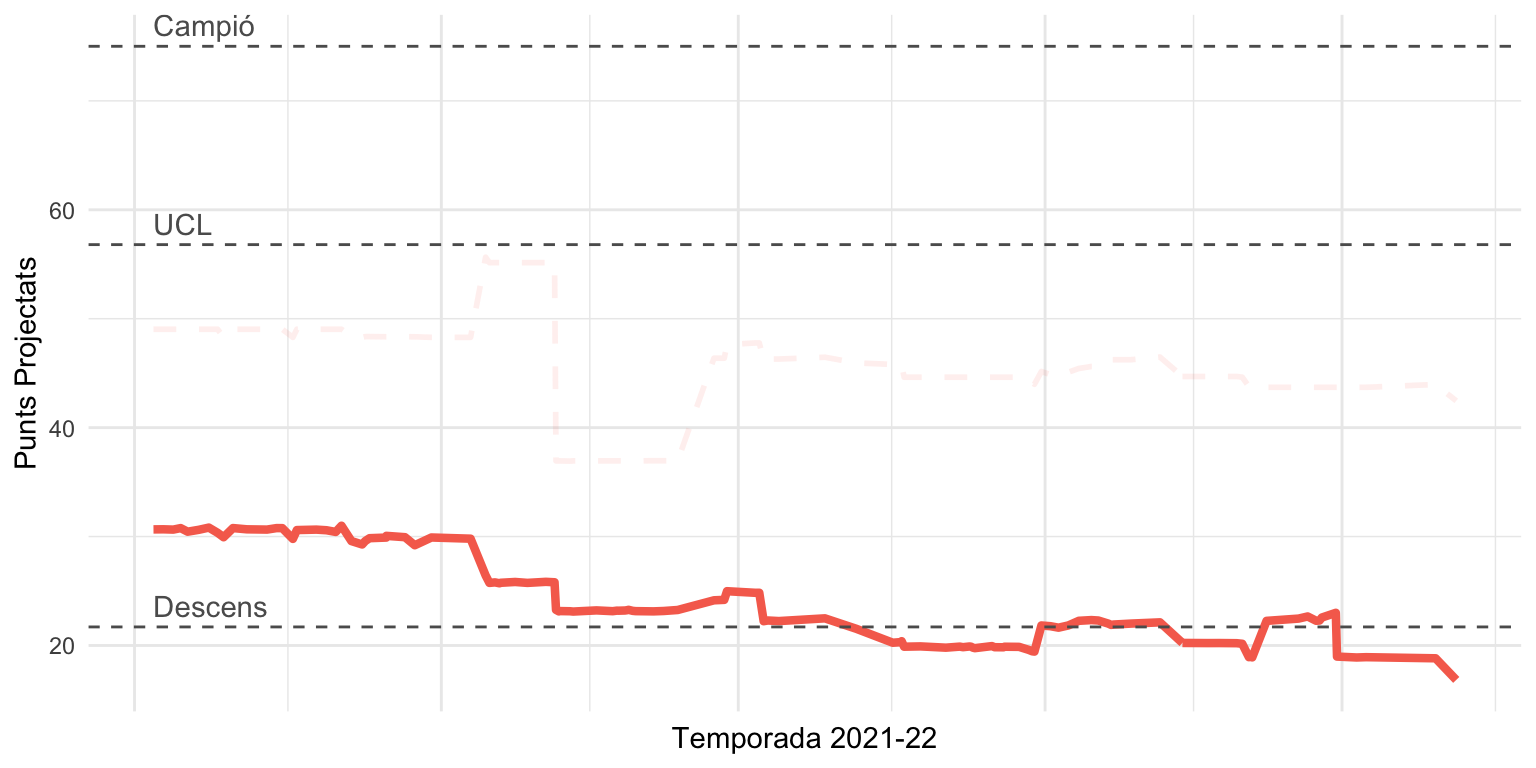 Campió
60
UCL
Punts Projectats
40
Descens
20
Temporada 2021-22